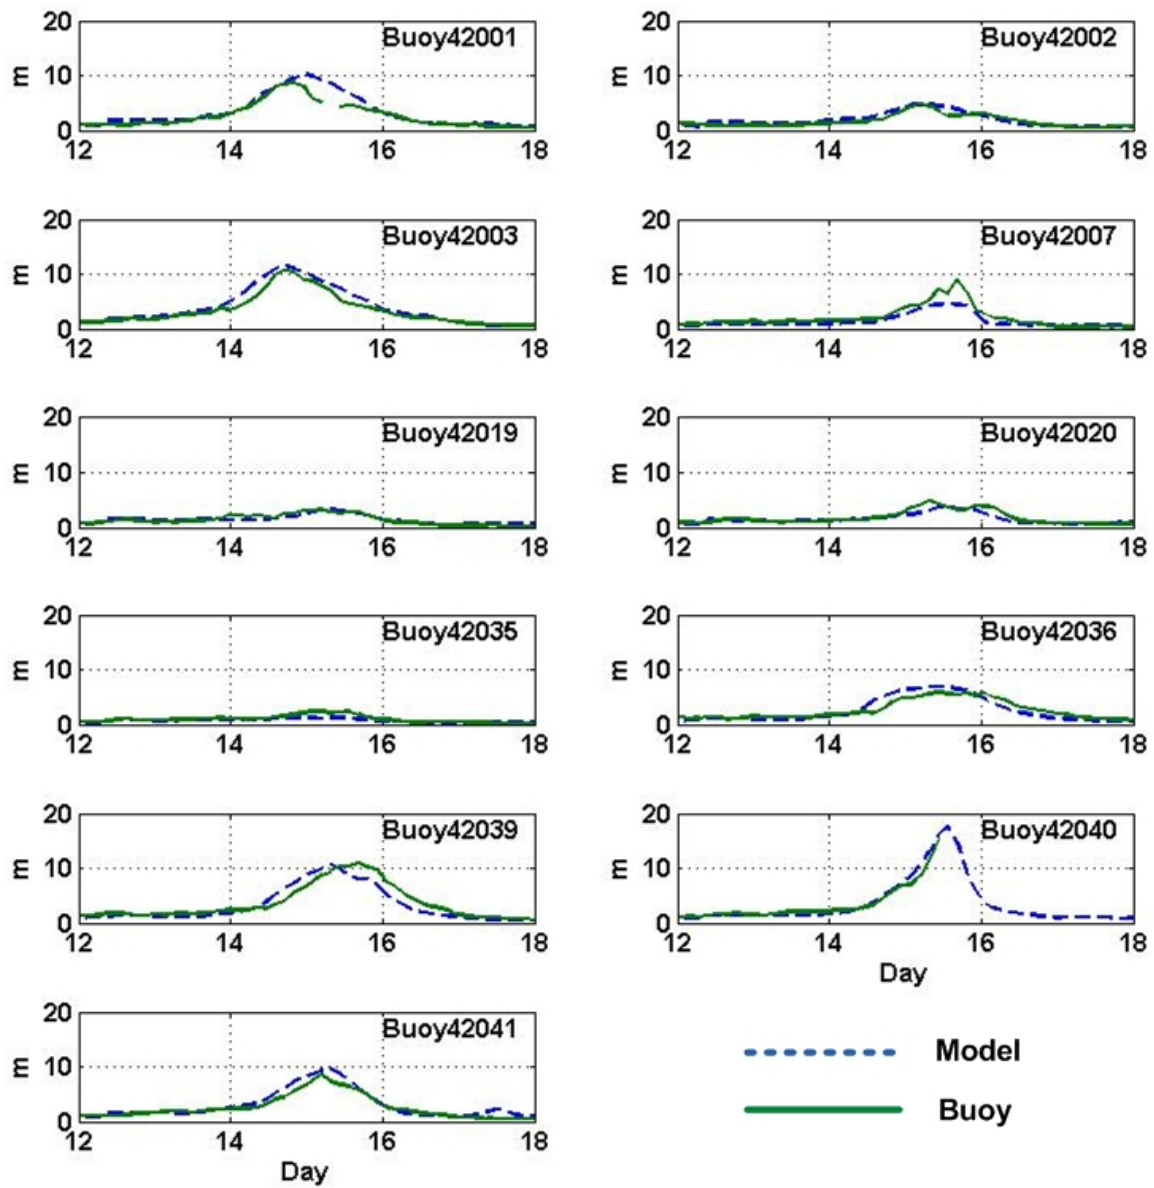 20 Buoy42001
m 10
0
12 14 16 18
20 Buoy42002
m 10
0
12 14 16 18
20 Buoy42003
m 10
0
12 14 16 18
20 Buoy42007
m 10
0
12 14 16 18
20 Buoy42019
m 10
0
12 14 16 18
20 Buoy42020
m 10
0
12 14 16 18
20 Buoy42035
m 10
0
12 14 16 18
20 Buoy42036
m 10
0
12 14 16 18
20 Buoy42039
m 10
0
12 14 16 18
20 Buoy42040
m 10
0
12 14 16 18
Day
20 Buoy42041
m 10
0
12 14 16 18
Day
Model
Buoy